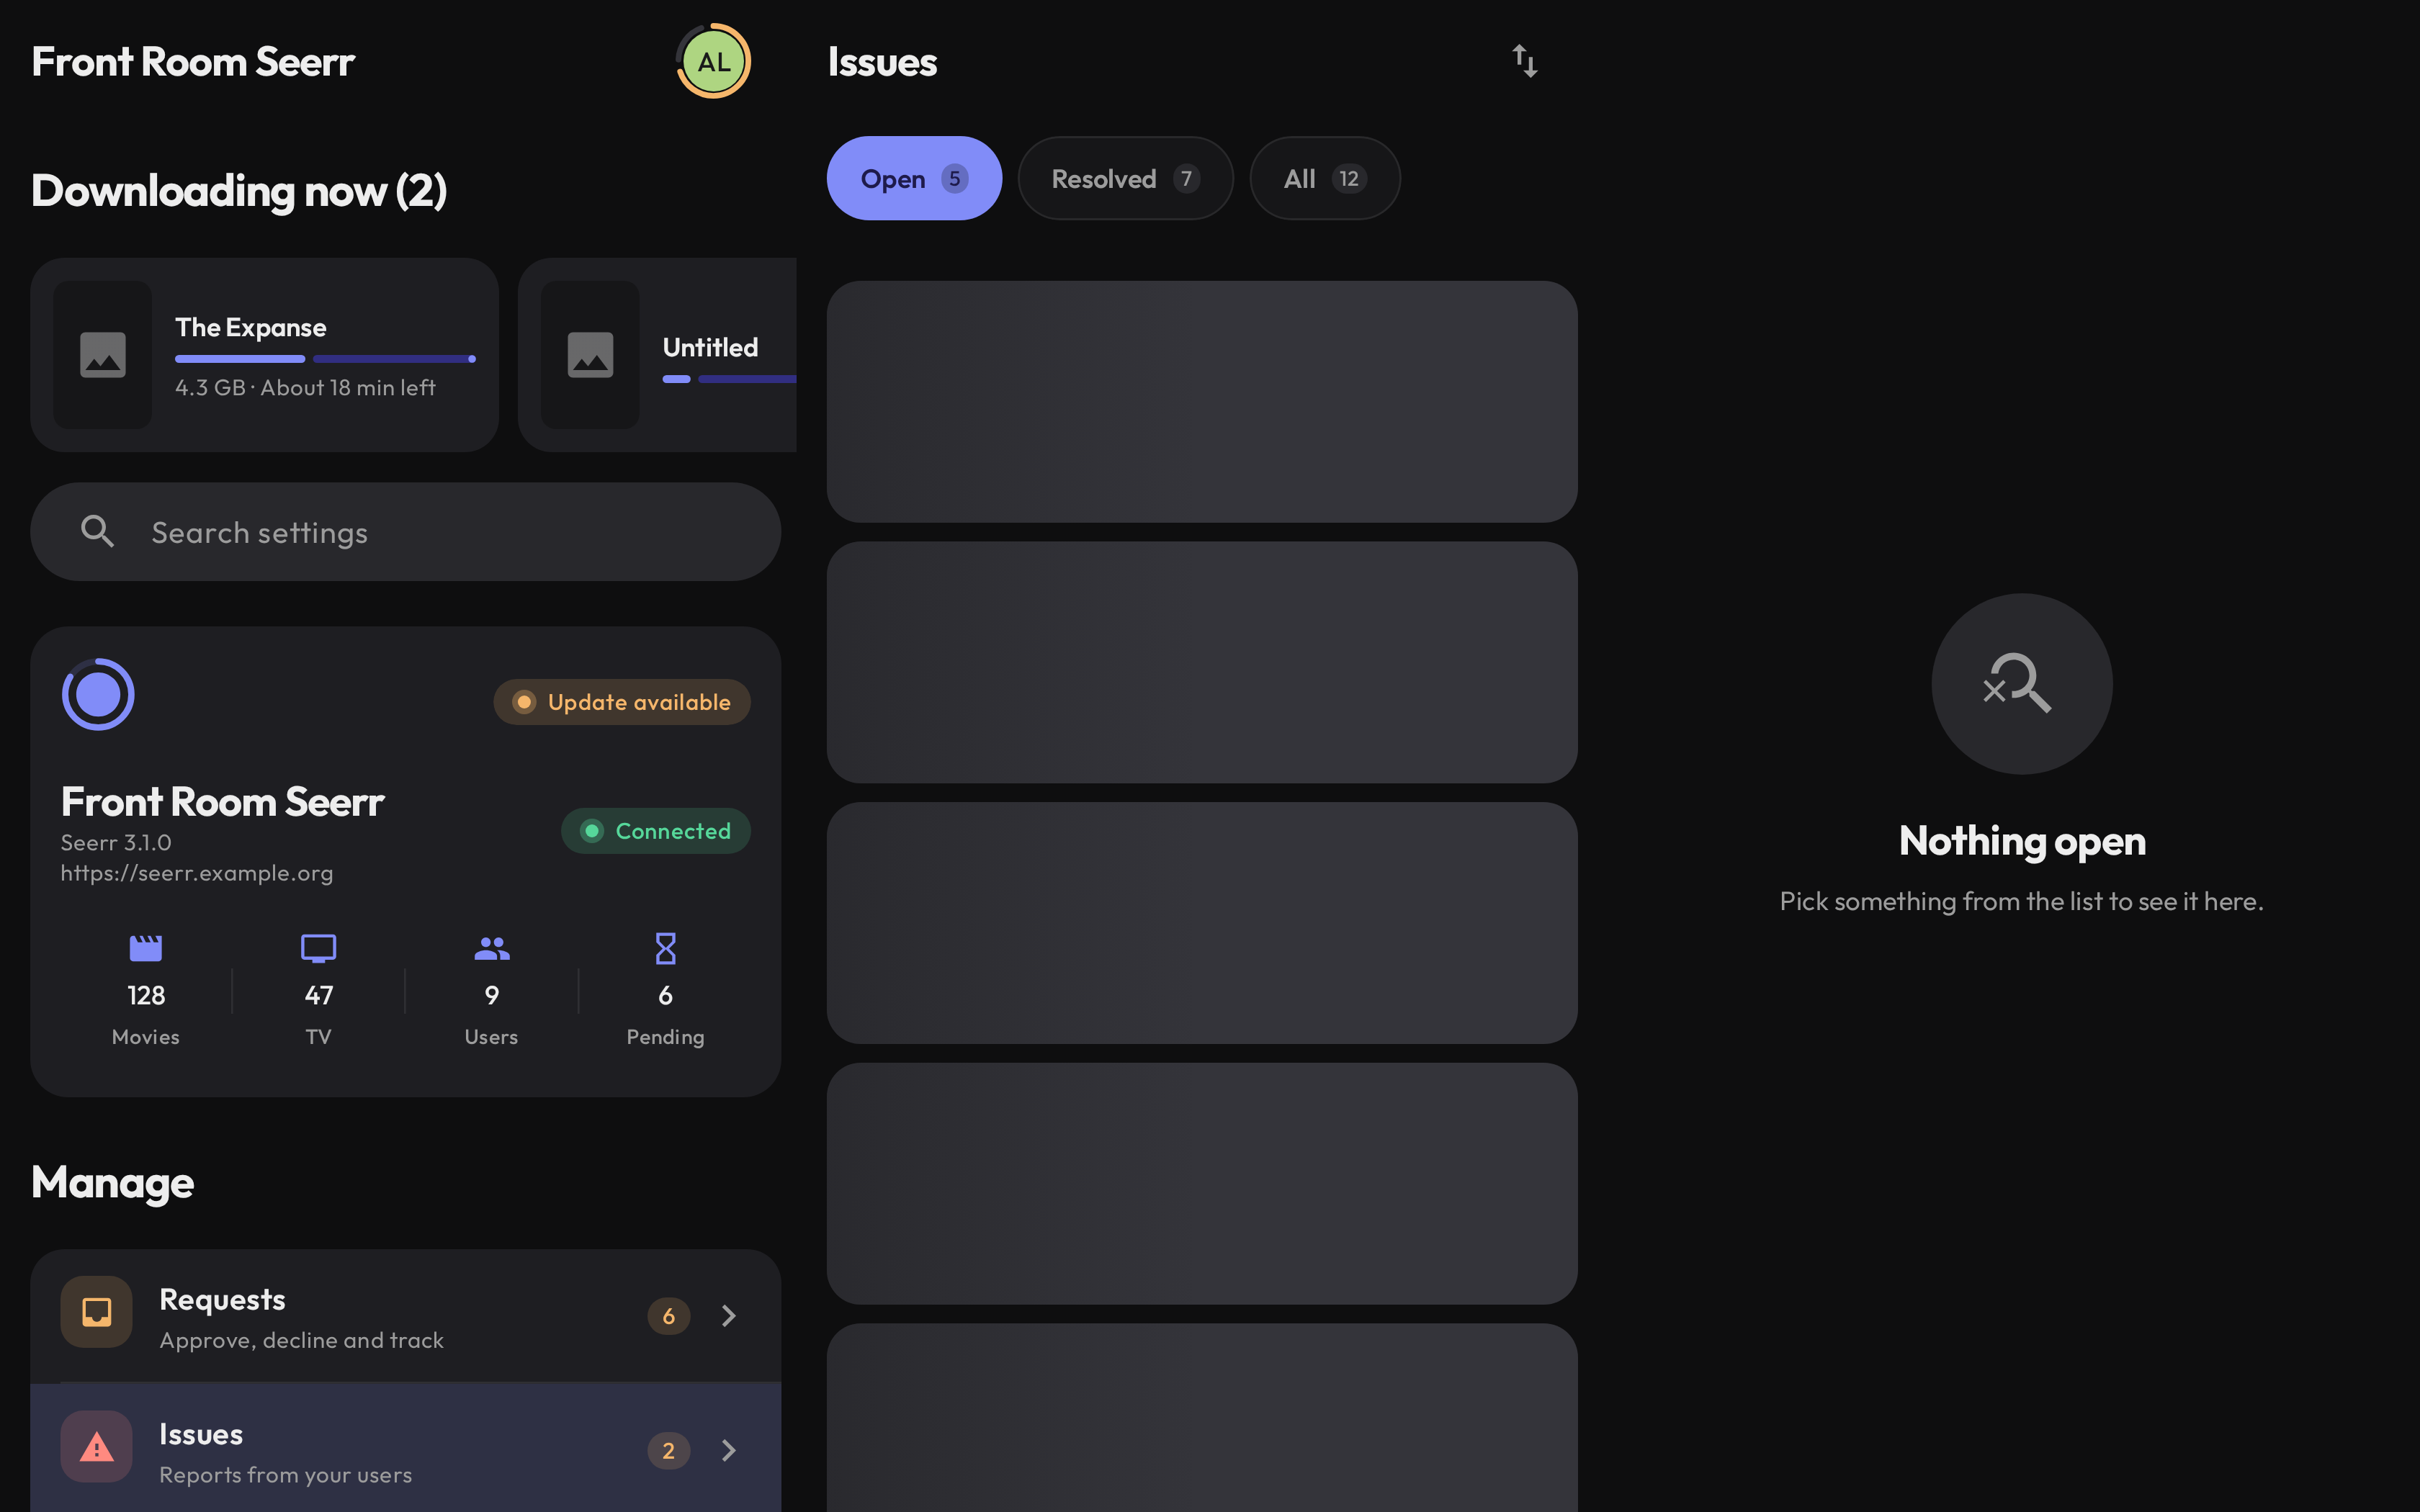 Front Room Seerr
AL
Downloading now (2)
The Expanse
4.3 GB · About 18 min left
Untitled
Search settings
Update available
Front Room Seerr
Seerr 3.1.0
https://seerr.example.org
Connected
128
Movies
47
TV
9
Users
6
Pending
Manage
Requests
Approve, decline and track
6
Issues
Reports from your users
2
Issues
Open 5
Resolved 7
All 12
Nothing open
Pick something from the list to see it here.